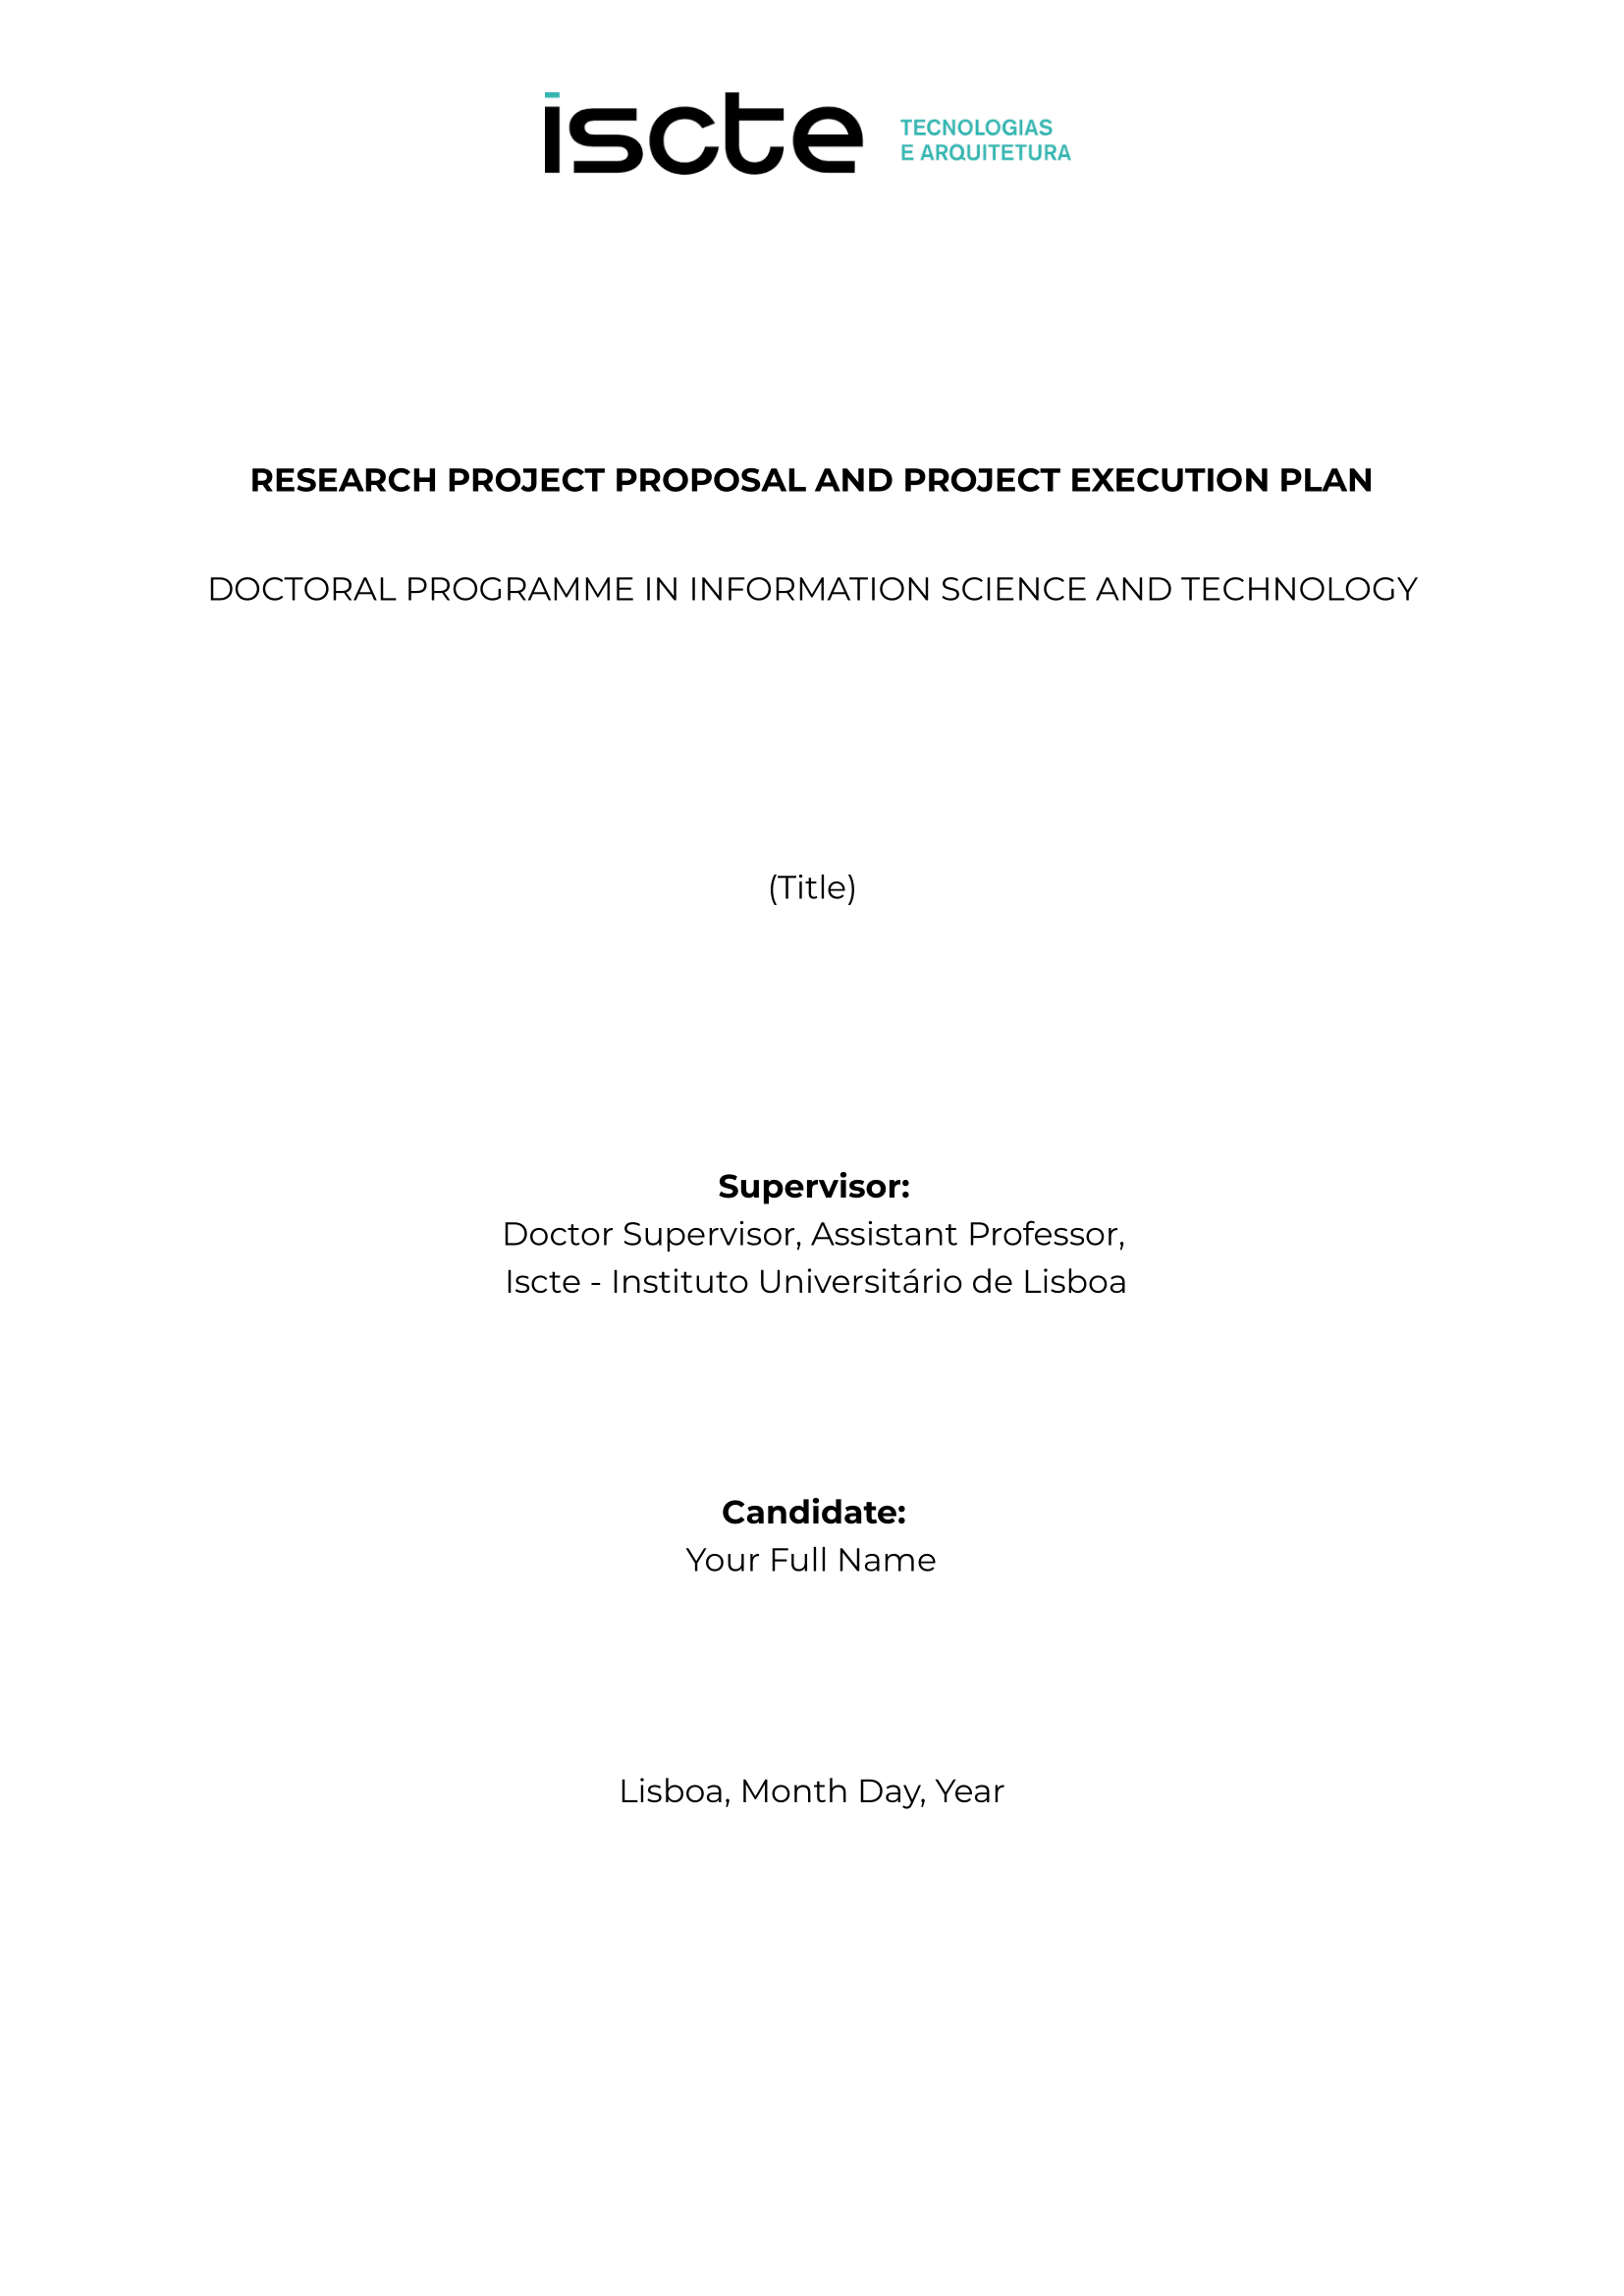 iscte
TECNOLOGIAS
E ARQUITETURA
RESEARCH PROJECT PROPOSAL AND PROJECT EXECUTION PLAN
DOCTORAL PROGRAMME IN INFORMATION SCIENCE AND TECHNOLOGY
(Title)
Supervisor:
Doctor Supervisor, Assistant Professor,
Iscte - Instituto Universitário de Lisboa
Candidate:
Your Full Name
Lisboa, Month Day, Year